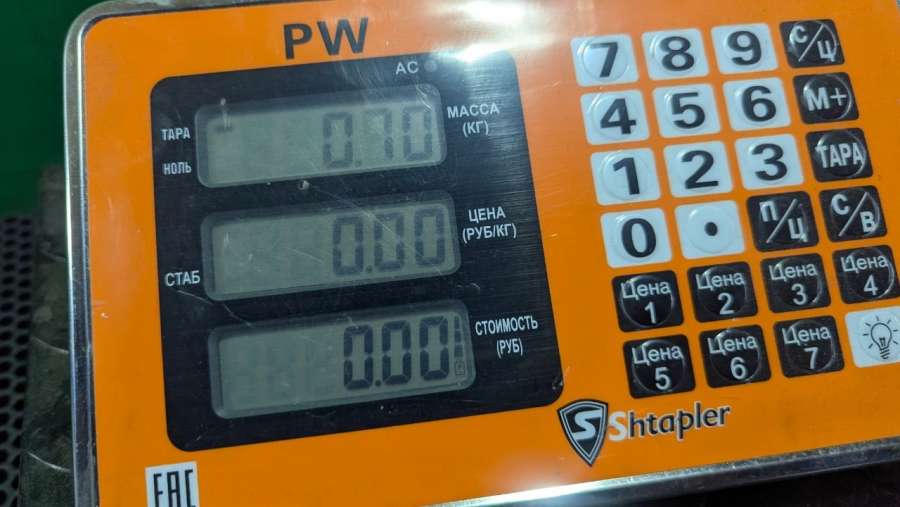 PW
AC
ТАРА
НОЛЬ
0.70
МАССА
(КГ)
0.00
ЦЕНА
(РУБ/КГ)
СТАБ
0.00
СТОИМОСТЬ
(РУБ)
7 8 9 С/Ц
4 5 6 М+
1 2 3 ТАРА
0 . П/Ц С/В
Цена 1 Цена 2 Цена 3 Цена 4
Цена 5 Цена 6 Цена 7
S Shtapler
EAC